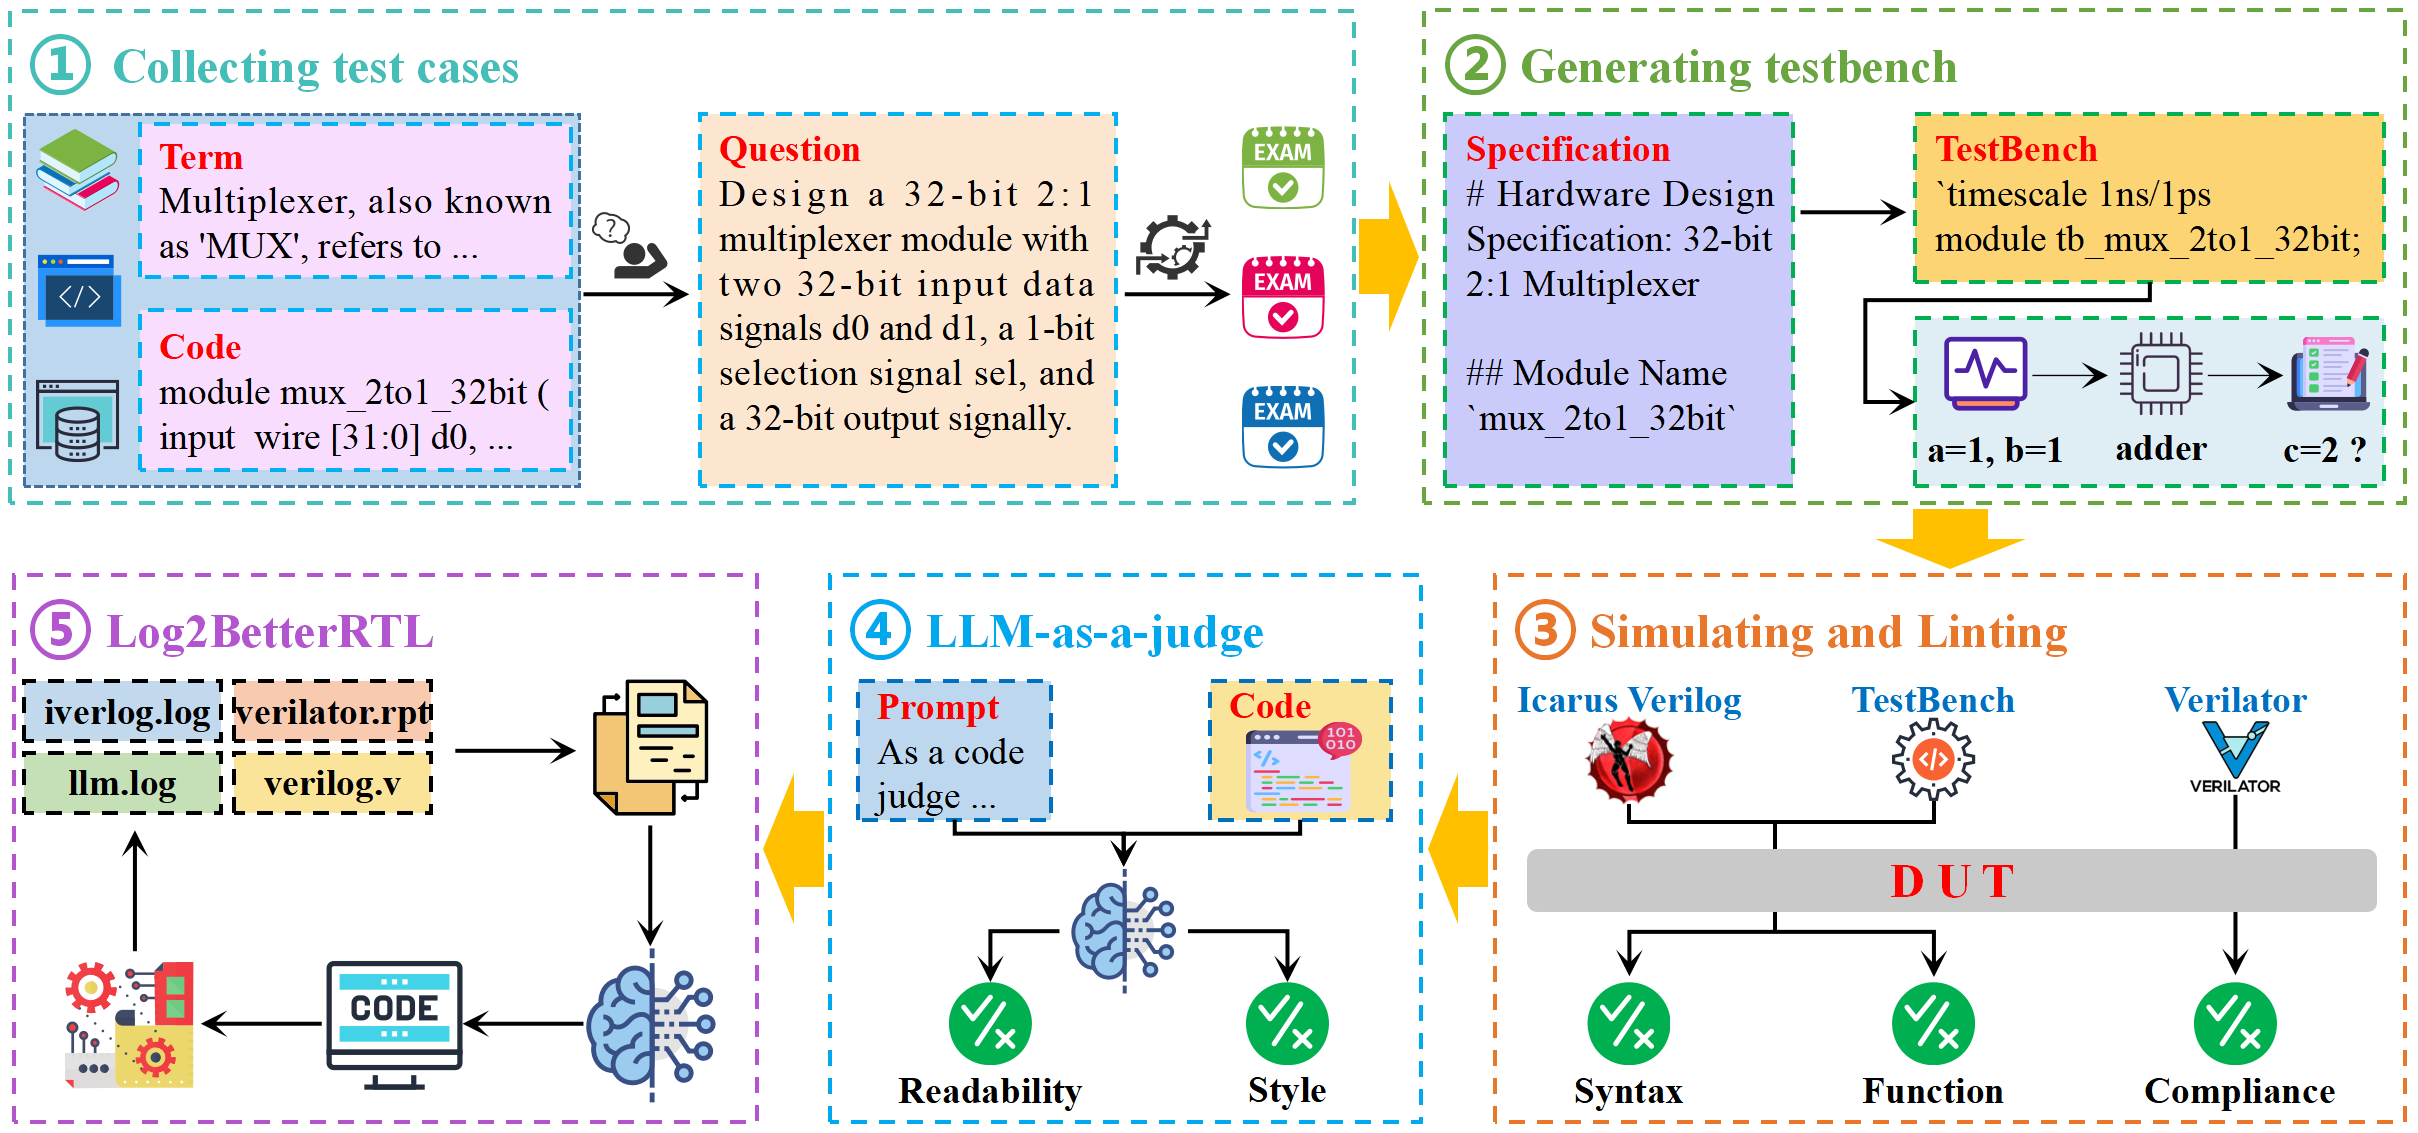 ① Collecting test cases
Term
Multiplexer, also known
as 'MUX', refers to ...
Code
module mux_2to1_32bit (
input wire [31:0] d0, ...
</>
?
Question
Design a 32-bit 2:1
multiplexer module with
two 32-bit input data
signals d0 and d1, a 1-bit
selection signal sel, and
a 32-bit output signally.
EXAM
EXAM
EXAM
② Generating testbench
Specification
# Hardware Design
Specification: 32-bit
2:1 Multiplexer
## Module Name
`mux_2to1_32bit`
TestBench
`timescale 1ns/1ps
module tb_mux_2to1_32bit;
a=1, b=1
adder
c=2 ?
③ Simulating and Linting
Icarus Verilog
TestBench
Verilator
</>
VERILATOR
DUT
Syntax
Function
Compliance
④ LLM-as-a-judge
Prompt
As a code
judge ...
Code
101
010
</>
Readability
Style
⑤ Log2BetterRTL
iverlog.log
verilator.rpt
llm.log
verilog.v
CODE